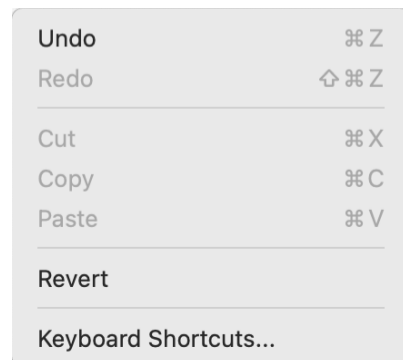 Undo ⌘ Z
Redo ⇧ ⌘ Z
Cut ⌘ X
Copy ⌘ C
Paste ⌘ V
Revert
Keyboard Shortcuts...